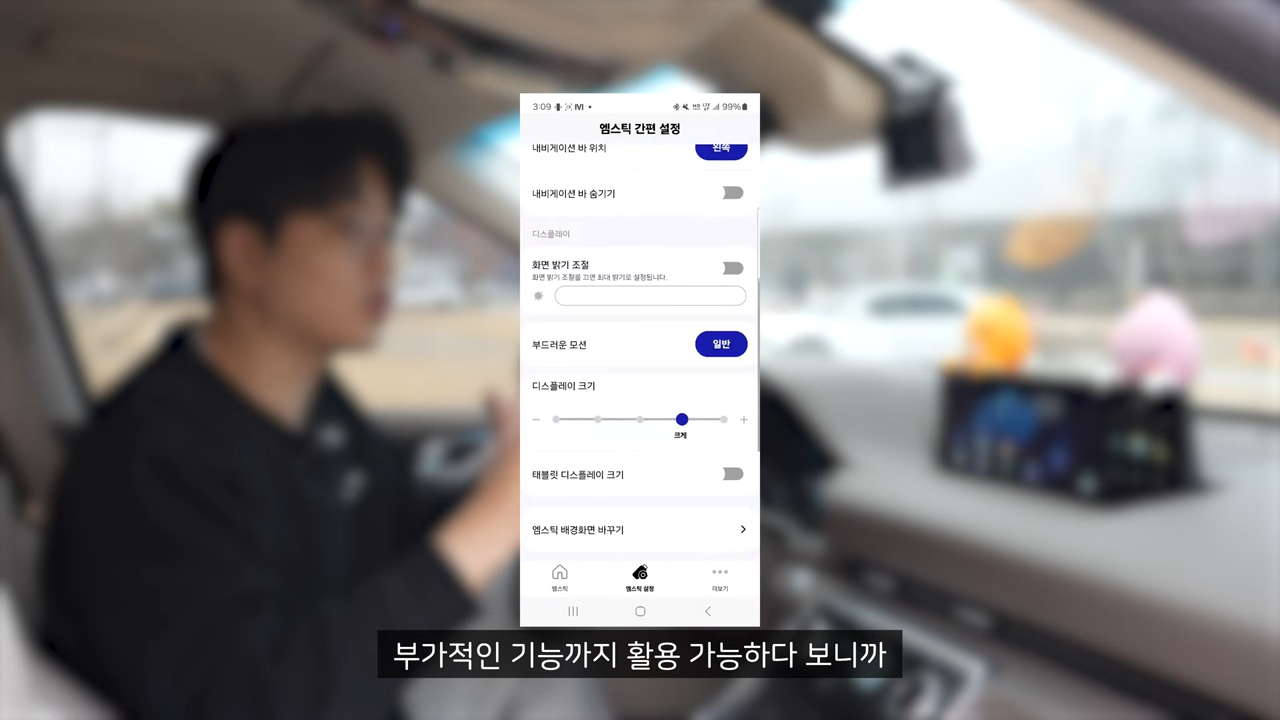 3:09
99%
엠스틱 간편 설정
내비게이션 바 위치
왼쪽
내비게이션 바 숨기기
디스플레이
화면 밝기 조절
화면 밝기 조절을 끄면 최대 밝기로 설정됩니다.
부드러운 모션
일반
디스플레이 크기
크게
태블릿 디스플레이 크기
엠스틱 배경화면 바꾸기
엠스틱
엠스틱 설정
더보기
부가적인 기능까지 활용 가능하다 보니까